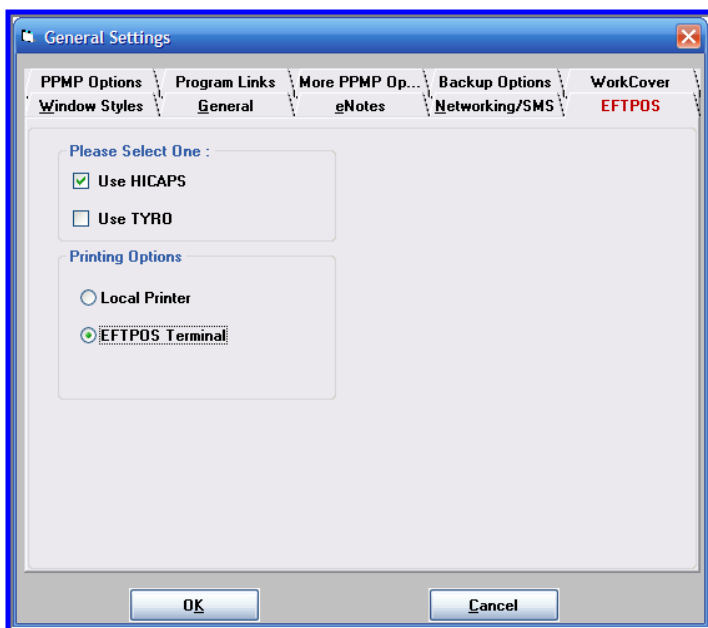 General Settings
PPMP Options Program Links More PPMP Op... Backup Options WorkCover
Window Styles General eNotes Networking/SMS EFTPOS
Please Select One :
Use HICAPS
Use TYRO
Printing Options
Local Printer
EFTPOS Terminal
OK Cancel